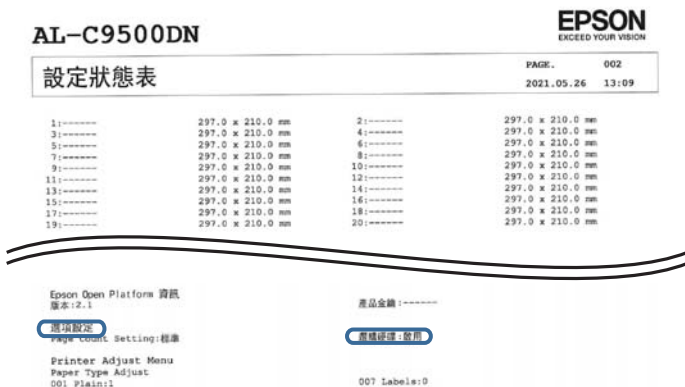 AL-C9500DN
EPSON
EXCEED YOUR VISION
設定狀態表
PAGE. 002
2021.05.26 13:09
1:------ 297.0 x 210.0 mm 2:------ 297.0 x 210.0 mm
3:------ 297.0 x 210.0 mm 4:------ 297.0 x 210.0 mm
5:------ 297.0 x 210.0 mm 6:------ 297.0 x 210.0 mm
7:------ 297.0 x 210.0 mm 8:------ 297.0 x 210.0 mm
9:------ 297.0 x 210.0 mm 10:------ 297.0 x 210.0 mm
11:------ 297.0 x 210.0 mm 12:------ 297.0 x 210.0 mm
13:------ 297.0 x 210.0 mm 14:------ 297.0 x 210.0 mm
15:------ 297.0 x 210.0 mm 16:------ 297.0 x 210.0 mm
17:------ 297.0 x 210.0 mm 18:------ 297.0 x 210.0 mm
19:------ 297.0 x 210.0 mm 20:------ 297.0 x 210.0 mm
Epson Open Platform 資訊
版本:2.1 產品金鑰:------
選項設定
Page Count Setting:標準 選購硬碟:啟用
Printer Adjust Menu
Paper Type Adjust
001 Plain:1 007 Labels:0